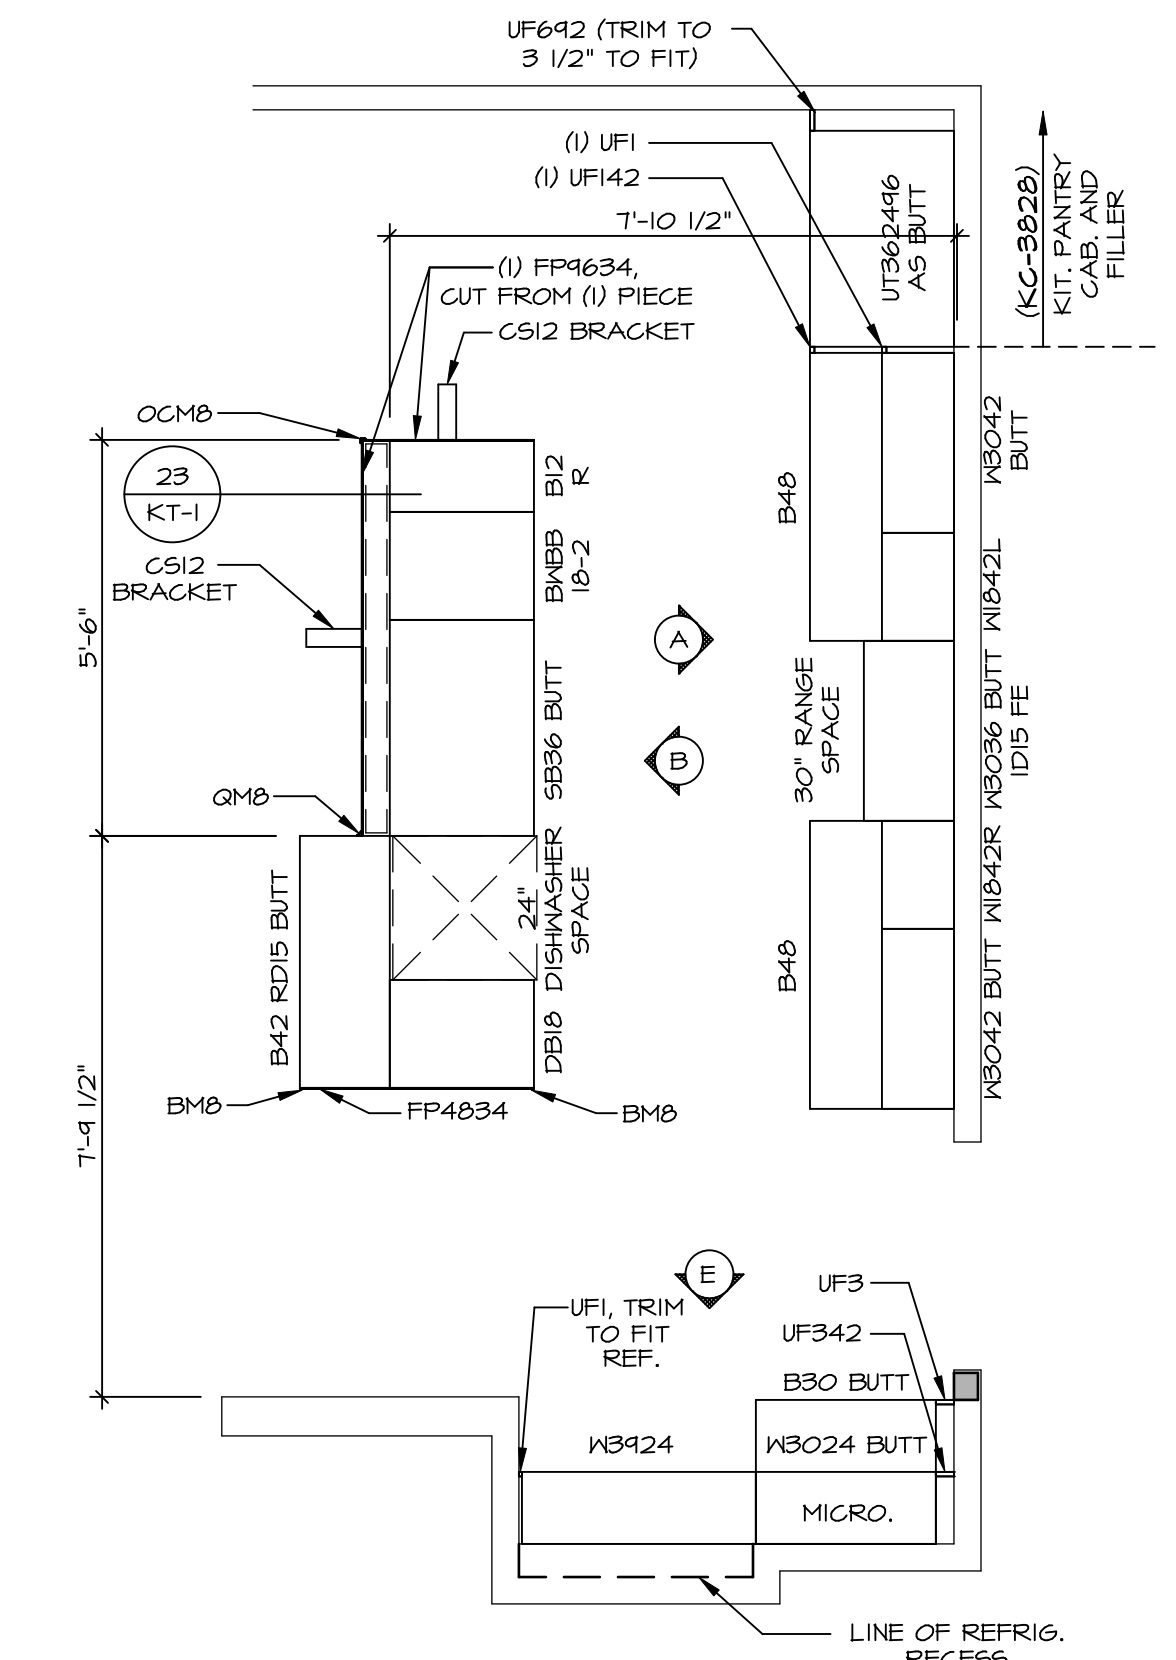 UF692 (TRIM TO
3 1/2" TO FIT)
(1) UF1
(1) UF142
7'-10 1/2"
UT362496
AS BUTT
(KC-3828)
KIT. PANTRY
CAB. AND
FILLER
(1) FP9634,
CUT FROM (1) PIECE
CS12 BRACKET
OCM8
23
KT-1
CS12
BRACKET
5'-6"
B12
R
BWBB
18-2
SB36 BUTT
B48
W3042
BUTT
W1842L
A
B
30" RANGE
SPACE
W3036 BUTT
1D15 FE
QM8
24"
DISHWASHER
SPACE
B42 RD15 BUTT
DB18
B48
W1842R
W3042 BUTT
7'-9 1/2"
BM8
FP4834
BM8
E
UF3
UF1, TRIM
TO FIT
REF.
UF342
B30 BUTT
W3924
W3024 BUTT
MICRO.
LINE OF REFRIG.
RECESS